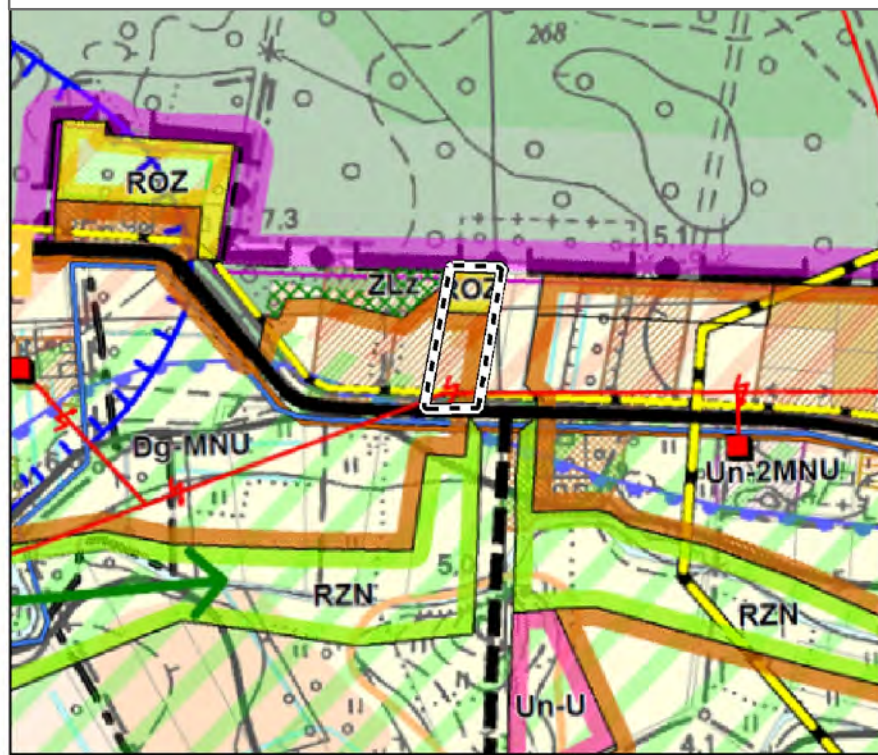 268
ROZ
7.3
5.1
ZLz
ROZ
Dg-MNU
Un-2MNU
5.0
RZN
RZN
Un-U
4.1